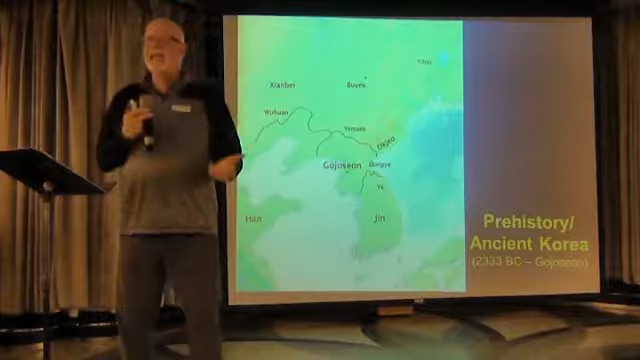 Yilou
Xianbei
Buyeo
Wuhuan
Yemaek
Okjeo
Gojoseon
Dongye
Ye
Han
Jin
Prehistory/
Ancient Korea
(2333 BC – Gojoseon)